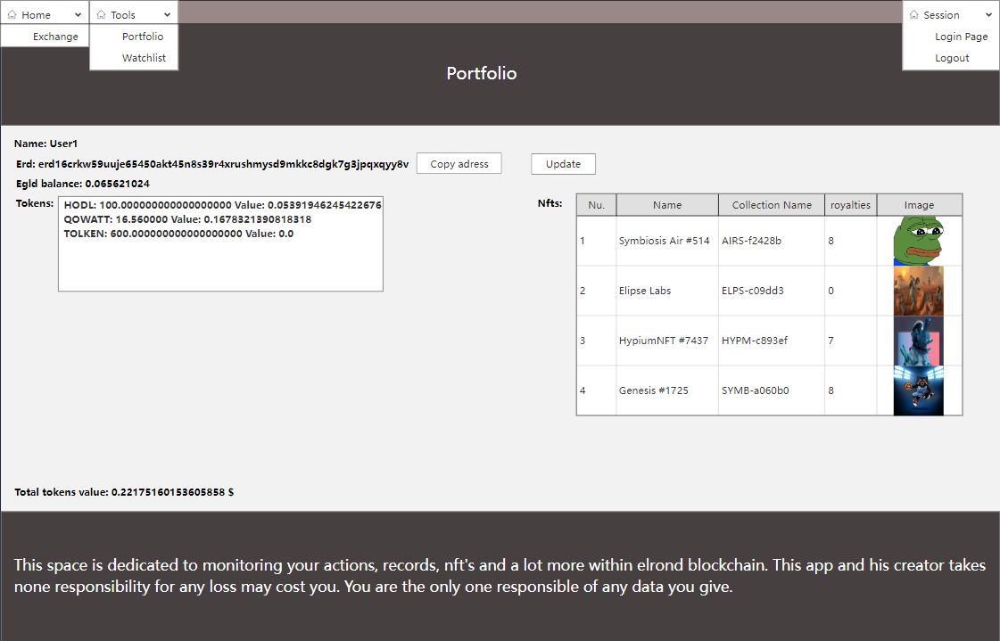 Home Tools Session
Exchange Portfolio Login Page
Watchlist Logout
Portfolio
Name: User1
Erd: erd16crkw59uuje65450akt45n8s39r4xrushmysd9mkkc8dgk7g3jpqxqyy8v Copy adress Update
Egld balance: 0.065621024
Tokens:
HODL: 100.000000000000000000 Value: 0.05391946245422676
QOWATT: 16.560000 Value: 0.1678321390818318
TOLKEN: 600.000000000000000000 Value: 0.0
Nfts:
Nu. Name Collection Name royalties Image
1 Symbiosis Air #514 AIRS-f2428b 8
2 Elipse Labs ELPS-c09dd3 0
3 HypiumNFT #7437 HYPM-c893ef 7
4 Genesis #1725 SYMB-a060b0 8
Total tokens value: 0.22175160153605858 $
This space is dedicated to monitoring your actions, records, nft's and a lot more within elrond blockchain. This app and his creator takes
none responsibility for any loss may cost you. You are the only one responsible of any data you give.